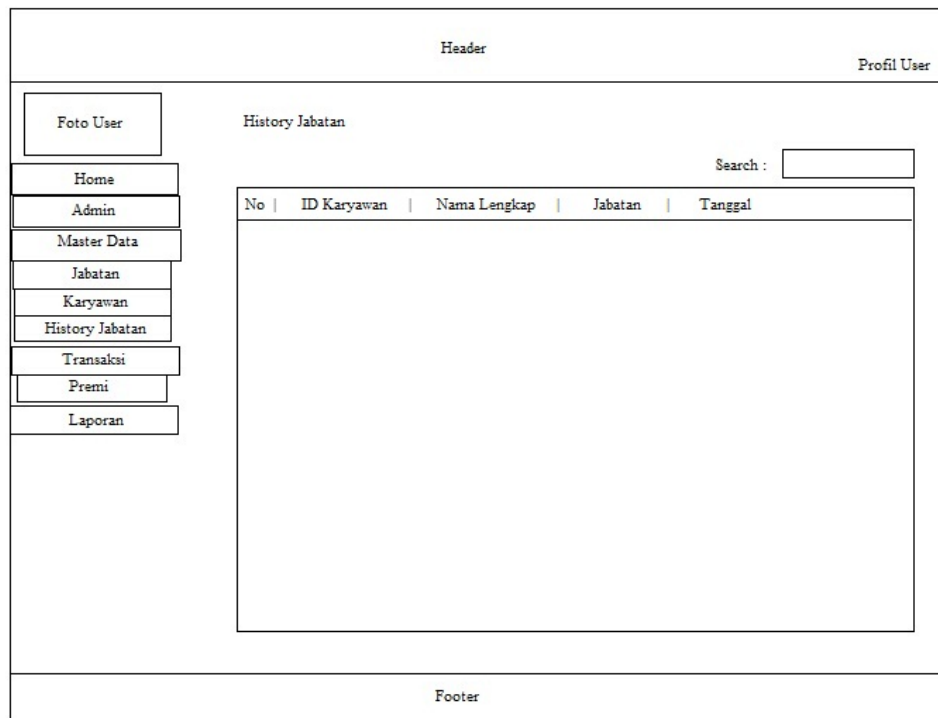 Header
Profil User
Foto User
Home
Admin
Master Data
Jabatan
Karyawan
History Jabatan
Transaksi
Premi
Laporan
History Jabatan
Search :
No | ID Karyawan | Nama Lengkap | Jabatan | Tanggal
Footer